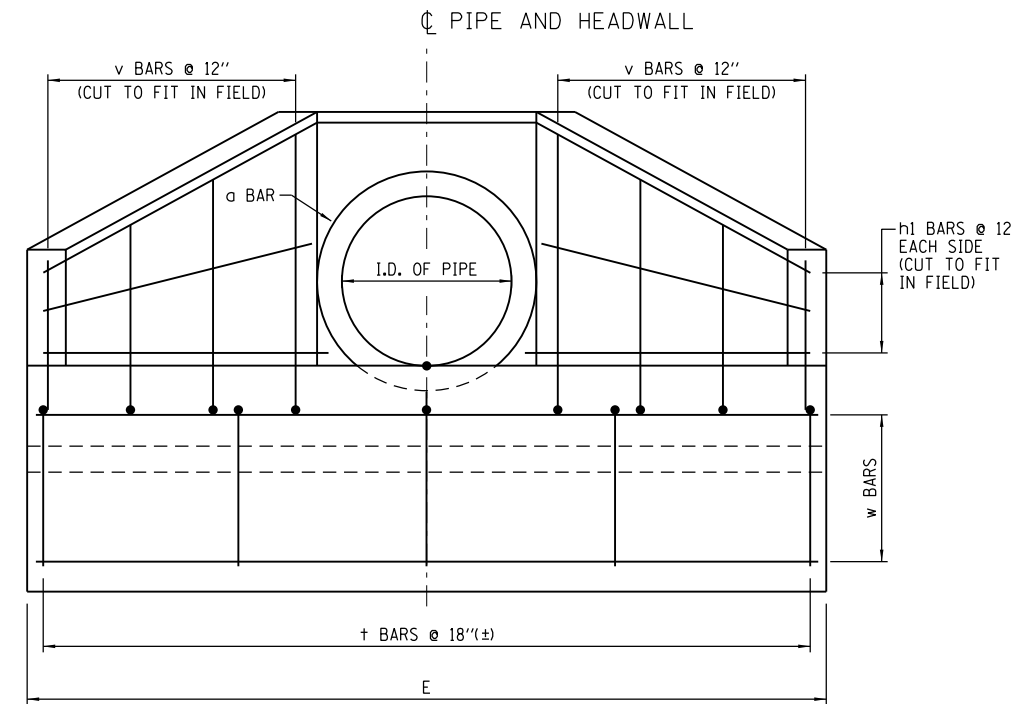 ℄ PIPE AND HEADWALL
v BARS @ 12"
(CUT TO FIT IN FIELD)
v BARS @ 12"
(CUT TO FIT IN FIELD)
a BAR
h1 BARS @ 12
EACH SIDE
(CUT TO FIT
IN FIELD)
I.D. OF PIPE
w BARS
t BARS @ 18"(±)
E